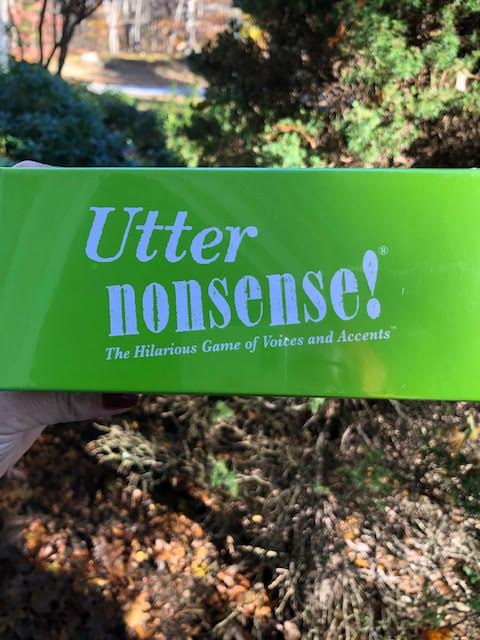 Utter
nonsense!®
The Hilarious Game of Voices and Accents™